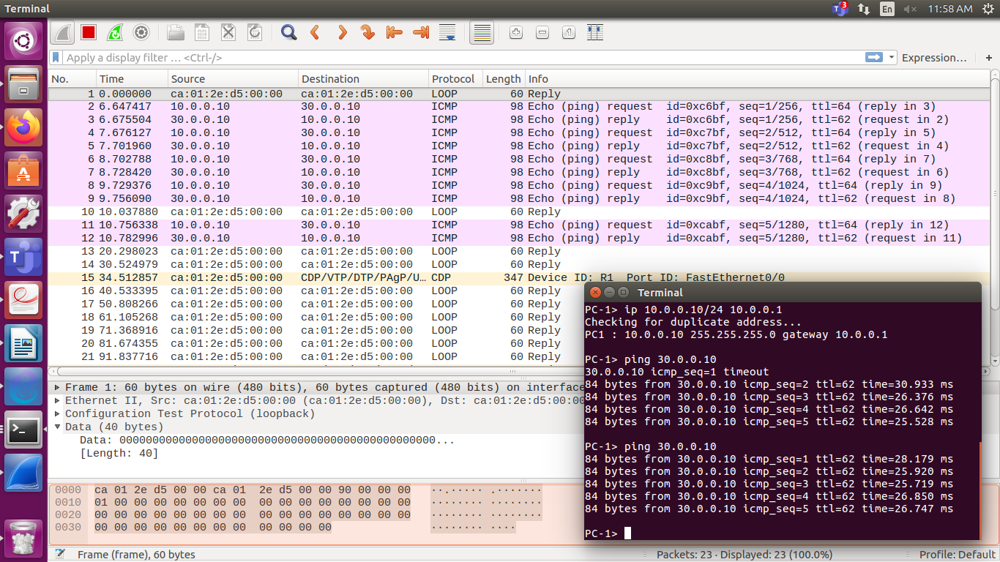 Terminal
3
En
11:58 AM
Apply a display filter … <Ctrl-/>
Expression…
+
No. Time Source Destination Protocol Length Info
1 0.000000 ca:01:2e:d5:00:00 ca:01:2e:d5:00:00 LOOP 60 Reply
2 6.647417 10.0.0.10 30.0.0.10 ICMP 98 Echo (ping) request id=0xc6bf, seq=1/256, ttl=64 (reply in 3)
3 6.675504 30.0.0.10 10.0.0.10 ICMP 98 Echo (ping) reply id=0xc6bf, seq=1/256, ttl=62 (request in 2)
4 7.676127 10.0.0.10 30.0.0.10 ICMP 98 Echo (ping) request id=0xc7bf, seq=2/512, ttl=64 (reply in 5)
5 7.701960 30.0.0.10 10.0.0.10 ICMP 98 Echo (ping) reply id=0xc7bf, seq=2/512, ttl=62 (request in 4)
6 8.702788 10.0.0.10 30.0.0.10 ICMP 98 Echo (ping) request id=0xc8bf, seq=3/768, ttl=64 (reply in 7)
7 8.728420 30.0.0.10 10.0.0.10 ICMP 98 Echo (ping) reply id=0xc8bf, seq=3/768, ttl=62 (request in 6)
8 9.729376 10.0.0.10 30.0.0.10 ICMP 98 Echo (ping) request id=0xc9bf, seq=4/1024, ttl=64 (reply in 9)
9 9.756090 30.0.0.10 10.0.0.10 ICMP 98 Echo (ping) reply id=0xc9bf, seq=4/1024, ttl=62 (request in 8)
10 10.037880 ca:01:2e:d5:00:00 ca:01:2e:d5:00:00 LOOP 60 Reply
11 10.756338 10.0.0.10 30.0.0.10 ICMP 98 Echo (ping) request id=0xcabf, seq=5/1280, ttl=64 (reply in 12)
12 10.782996 30.0.0.10 10.0.0.10 ICMP 98 Echo (ping) reply id=0xcabf, seq=5/1280, ttl=62 (request in 11)
13 20.298023 ca:01:2e:d5:00:00 ca:01:2e:d5:00:00 LOOP 60 Reply
14 30.524979 ca:01:2e:d5:00:00 ca:01:2e:d5:00:00 LOOP 60 Reply
15 34.512857 ca:01:2e:d5:00:00 CDP/VTP/DTP/PAgP/U… CDP 347 Device ID: R1 Port ID: FastEthernet0/0
16 40.533395 ca:01:2e:d5:00:00 ca:01:2e:d5:00:00 LOOP 60 Reply
17 50.808266 ca:01:2e:d5:00:00 ca:01:2e:d5:00:00 LOOP 60 Reply
18 61.105268 ca:01:2e:d5:00:00 ca:01:2e:d5:00:00 LOOP 60 Reply
19 71.368916 ca:01:2e:d5:00:00 ca:01:2e:d5:00:00 LOOP 60 Reply
20 81.674355 ca:01:2e:d5:00:00 ca:01:2e:d5:00:00 LOOP 60 Reply
21 91.837716 ca:01:2e:d5:00:00 ca:01:2e:d5:00:00 LOOP 60 Reply
Frame 1: 60 bytes on wire (480 bits), 60 bytes captured (480 bits) on interface
Ethernet II, Src: ca:01:2e:d5:00:00 (ca:01:2e:d5:00:00), Dst: ca:01:2e:d5:00:00
Configuration Test Protocol (loopback)
Data (40 bytes)
Data: 000000000000000000000000000000000000000000000000...
[Length: 40]
0000 ca 01 2e d5 00 00 ca 01 2e d5 00 00 90 00 00 00 ........ ........
0010 01 00 00 00 00 00 00 00 00 00 00 00 00 00 00 00 ........ ........
0020 00 00 00 00 00 00 00 00 00 00 00 00 00 00 00 00 ........ ........
0030 00 00 00 00 00 00 00 00 00 00 00 00 ........ ....
Frame (frame), 60 bytes
Packets: 23 · Displayed: 23 (100.0%)
Profile: Default
Terminal
PC-1> ip 10.0.0.10/24 10.0.0.1
Checking for duplicate address...
PC1 : 10.0.0.10 255.255.255.0 gateway 10.0.0.1
PC-1> ping 30.0.0.10
30.0.0.10 icmp_seq=1 timeout
84 bytes from 30.0.0.10 icmp_seq=2 ttl=62 time=30.933 ms
84 bytes from 30.0.0.10 icmp_seq=3 ttl=62 time=26.376 ms
84 bytes from 30.0.0.10 icmp_seq=4 ttl=62 time=26.642 ms
84 bytes from 30.0.0.10 icmp_seq=5 ttl=62 time=25.528 ms
PC-1> ping 30.0.0.10
84 bytes from 30.0.0.10 icmp_seq=1 ttl=62 time=28.179 ms
84 bytes from 30.0.0.10 icmp_seq=2 ttl=62 time=25.920 ms
84 bytes from 30.0.0.10 icmp_seq=3 ttl=62 time=25.719 ms
84 bytes from 30.0.0.10 icmp_seq=4 ttl=62 time=26.850 ms
84 bytes from 30.0.0.10 icmp_seq=5 ttl=62 time=26.747 ms
PC-1>